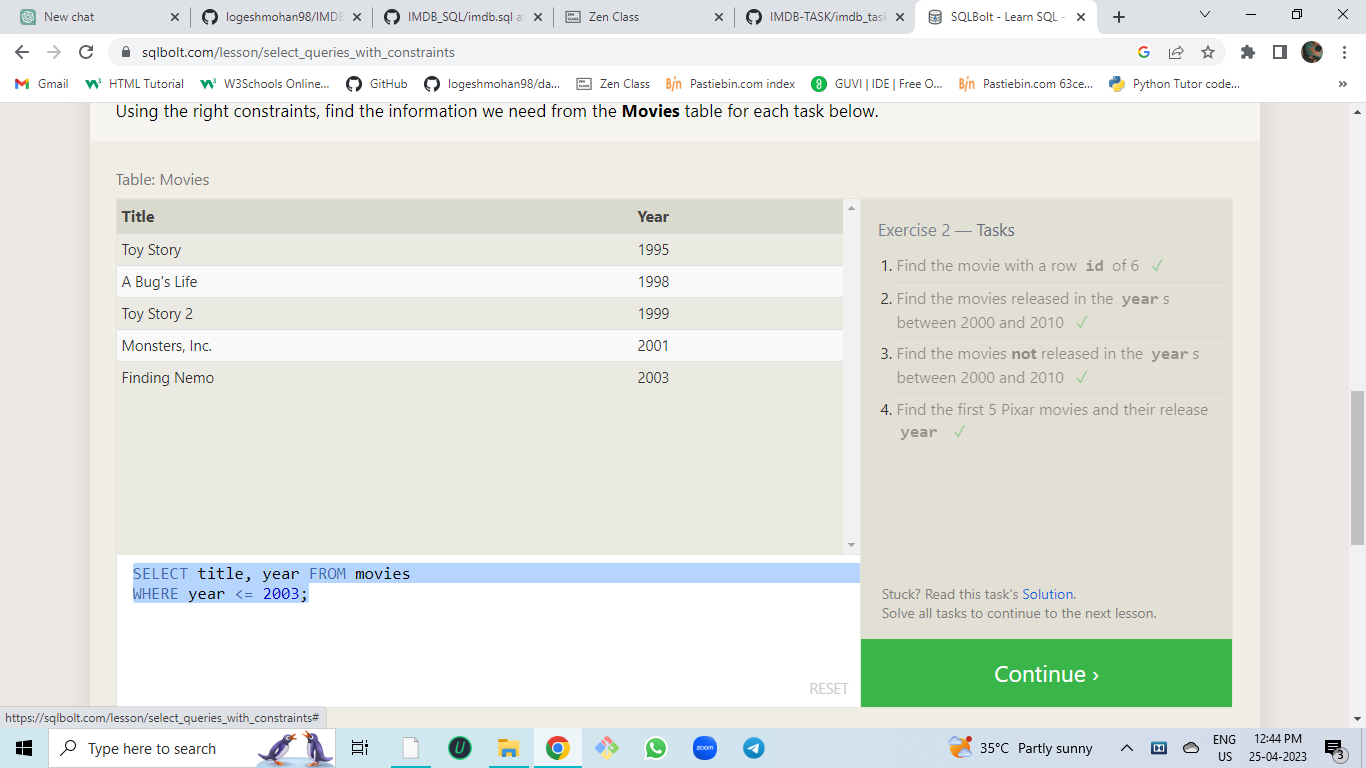 New chat
logeshmohan98/IMDB
IMDB_SQL/imdb.sql at
Zen Class
IMDB-TASK/imdb_task
SQLBolt - Learn SQL -
sqlbolt.com/lesson/select_queries_with_constraints
Gmail
HTML Tutorial
W3Schools Online...
GitHub
logeshmohan98/da...
Zen Class
Pastiebin.com index
GUVI | IDE | Free O...
Pastiebin.com 63ce...
Python Tutor code...
»
Using the right constraints, find the information we need from the Movies table for each task below.
Table: Movies
Title Year
Toy Story 1995
A Bug's Life 1998
Toy Story 2 1999
Monsters, Inc. 2001
Finding Nemo 2003
SELECT title, year FROM movies
WHERE year <= 2003;
RESET
Exercise 2 — Tasks
1. Find the movie with a row id of 6 ✓
2. Find the movies released in the year s
between 2000 and 2010 ✓
3. Find the movies not released in the year s
between 2000 and 2010 ✓
4. Find the first 5 Pixar movies and their release
year ✓
Stuck? Read this task's Solution.
Solve all tasks to continue to the next lesson.
Continue ›
https://sqlbolt.com/lesson/select_queries_with_constraints#
Type here to search
zoom
35°C Partly sunny
ENG
US
12:44 PM
25-04-2023
3